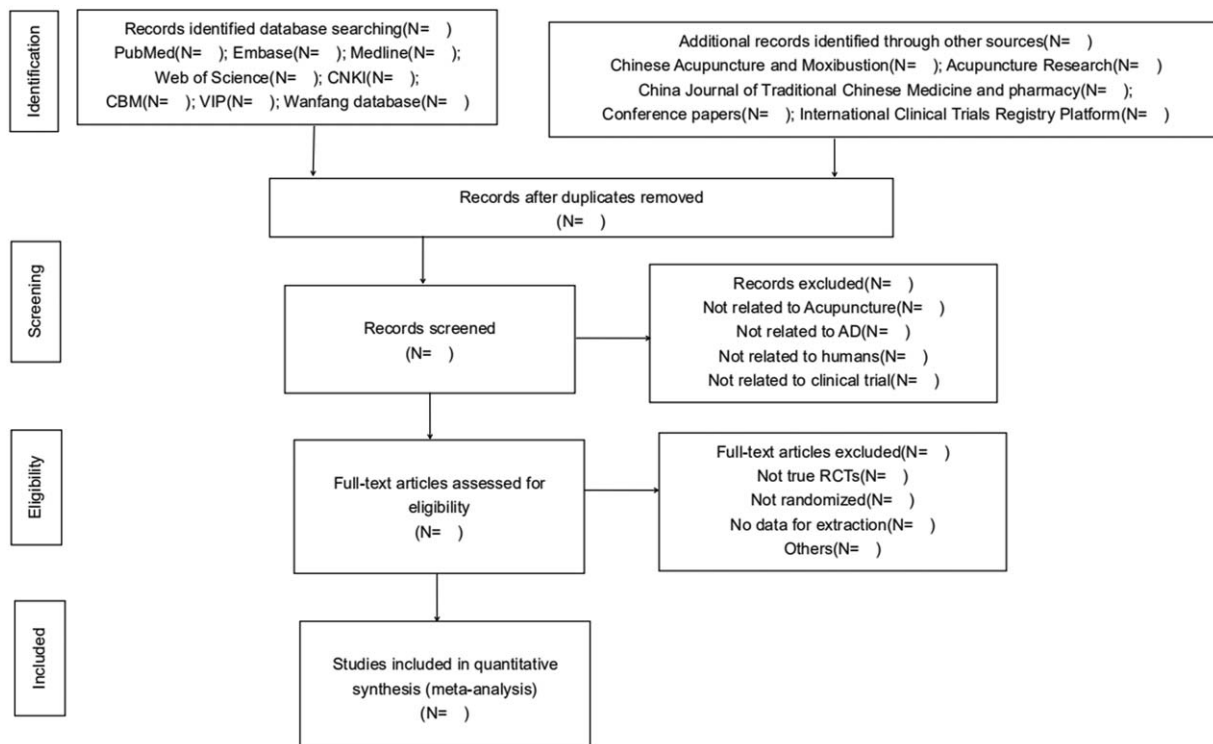 Identification
Records identified database searching(N=   )
PubMed(N=   ); Embase(N=   ); Medline(N=   );
Web of Science(N=   ); CNKI(N=   );
CBM(N=   ); VIP(N=   ); Wanfang database(N=   )
Additional records identified through other sources(N=   )
Chinese Acupuncture and Moxibustion(N=   ); Acupuncture Research(N=   )
China Journal of Traditional Chinese Medicine and pharmacy(N=   );
Conference papers(N=   ); International Clinical Trials Registry Platform(N=   )
Records after duplicates removed
(N=   )
Screening
Records screened
(N=   )
Records excluded(N=   )
Not related to Acupuncture(N=   )
Not related to AD(N=   )
Not related to humans(N=   )
Not related to clinical trial(N=   )
Eligibility
Full-text articles assessed for
eligibility
(N=   )
Full-text articles excluded(N=   )
Not true RCTs(N=   )
Not randomized(N=   )
No data for extraction(N=   )
Others(N=   )
Included
Studies included in quantitative
synthesis (meta-analysis)
(N=   )